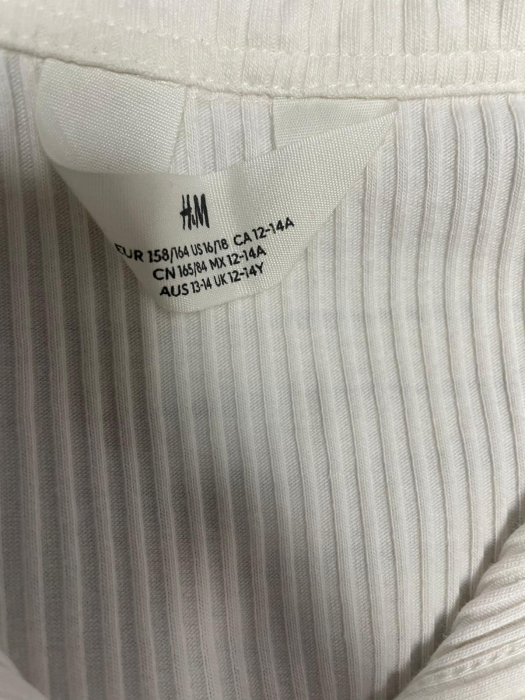 H&M
EUR 158/164 US 16/18 CA 12-14A
CN 165/84 MX 12-14A
AUS 13-14 UK 12-14Y